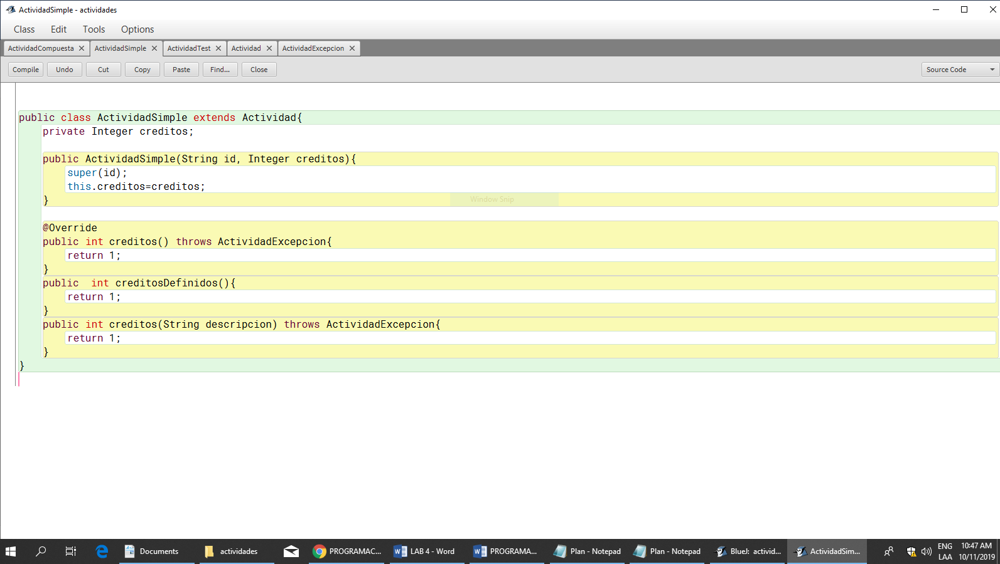 ActividadSimple - actividades
Class Edit Tools Options
ActividadCompuesta ActividadSimple ActividadTest Actividad ActividadExcepcion
Compile Undo Cut Copy Paste Find... Close Source Code
public class ActividadSimple extends Actividad{
private Integer creditos;
public ActividadSimple(String id, Integer creditos){
super(id);
this.creditos=creditos;
}
Window Snip
@Override
public int creditos() throws ActividadExcepcion{
return 1;
}
public  int creditosDefinidos(){
return 1;
}
public int creditos(String descripcion) throws ActividadExcepcion{
return 1;
}
}
Documents actividades PROGRAMAC... LAB 4 - Word PROGRAMA... Plan - Notepad Plan - Notepad BlueJ: activid... ActividadSim... ENG 10:47 AM
LAA 10/11/2019